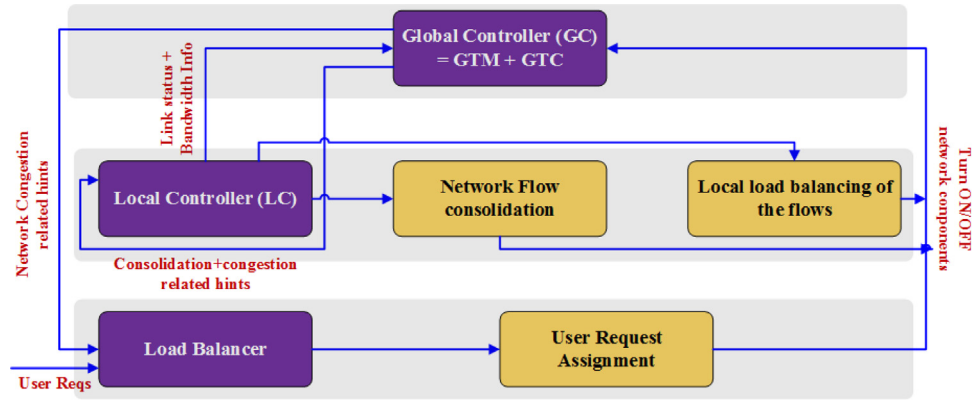 Global Controller (GC)
= GTM + GTC
Link status +
Bandwidth Info
Network Congestion
related hints
Local Controller (LC)
Network Flow
consolidation
Local load balancing of
the flows
Turn ON/OFF
network components
Consolidation+congestion
related hints
Load Balancer
User Request
Assignment
User Reqs